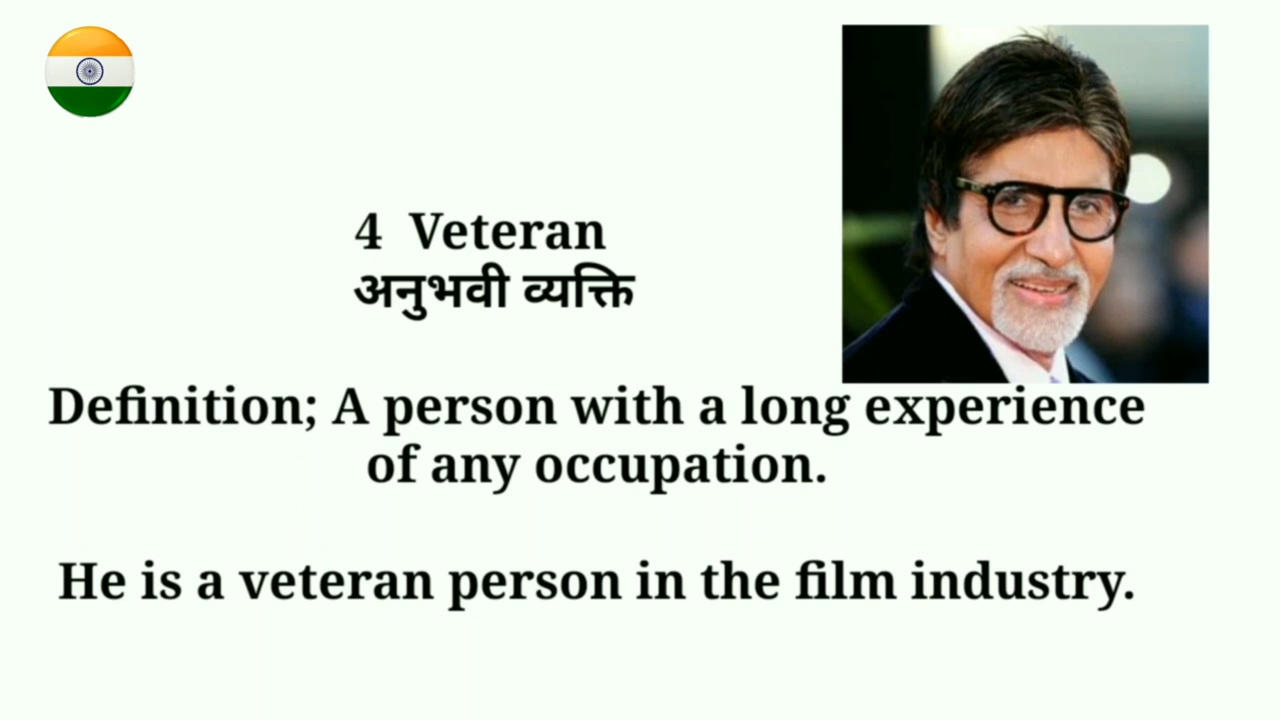 4 Veteran
अनुभवी व्यक्ति
Definition; A person with a long experience
of any occupation.
He is a veteran person in the film industry.